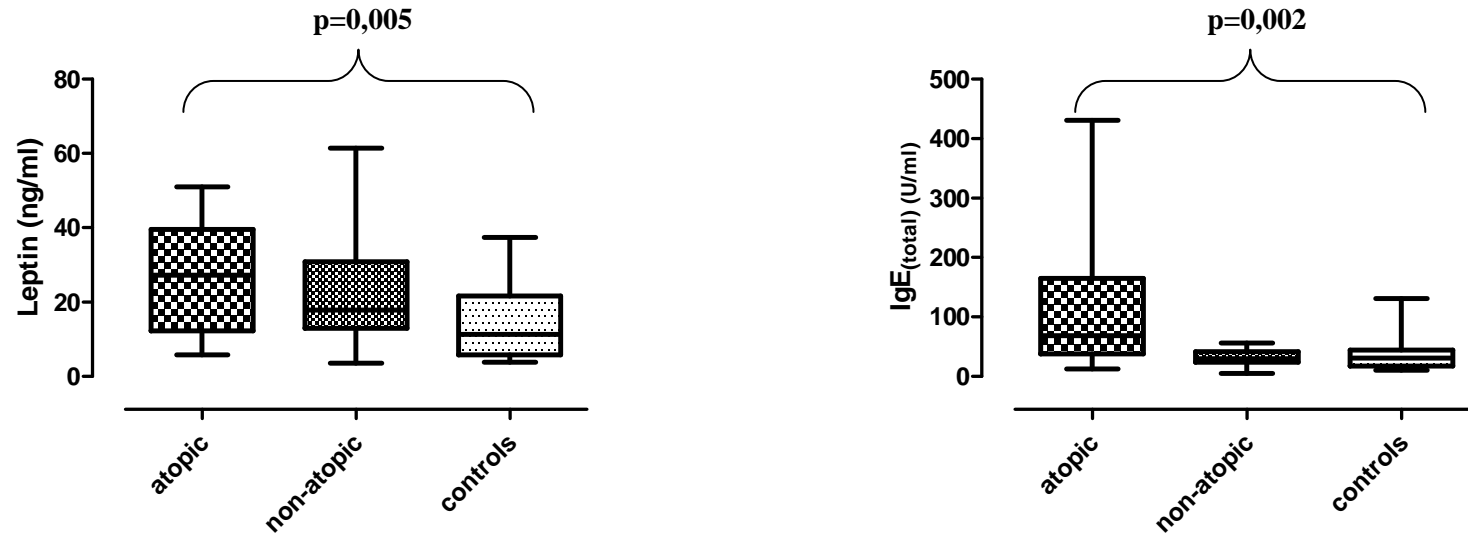 p=0,005
80
60
40
20
0
Leptin (ng/ml)
atopic
non-atopic
controls
p=0,002
500
400
300
200
100
0
IgE(total) (U/ml)
atopic
non-atopic
controls